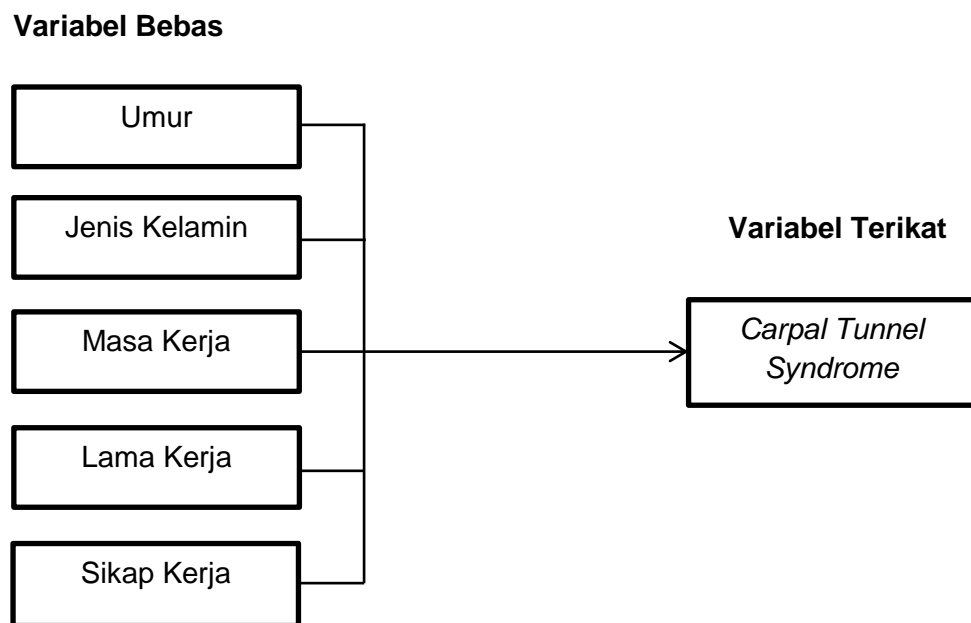 Variabel Bebas
Umur
Jenis Kelamin
Masa Kerja
Lama Kerja
Sikap Kerja
Variabel Terikat
Carpal Tunnel
Syndrome